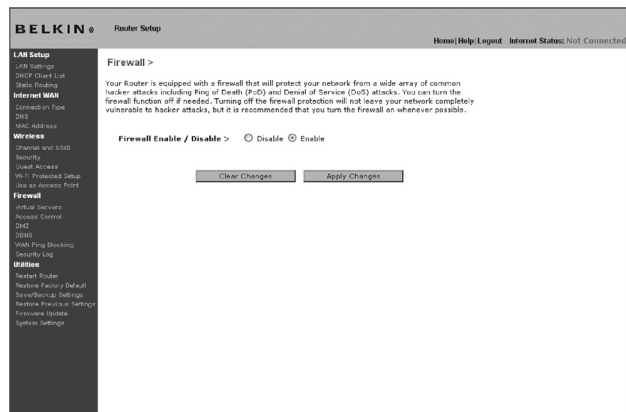 BELKIN
Router Setup
Home|Help|Logout Internet Status: Not Connected
LAN Setup
LAN Settings
DHCP Client List
Static Routing
Internet WAN
Connection Type
DNS
MAC Address
Wireless
Channel and SSID
Security
Guest Access
Wi-Fi Protected Setup
Use as Access Point
Firewall
Virtual Servers
Access Control
DMZ
DDNS
WAN Ping Blocking
Security Log
Utilities
Restart Router
Restore Factory Default
Save/Backup Settings
Restore Previous Settings
Firmware Update
System Settings
Firewall >
Your Router is equipped with a firewall that will protect your network from a wide array of common
hacker attacks including Ping of Death (PoD) and Denial of Service (DoS) attacks. You can turn the
firewall function off if needed. Turning off the firewall protection will not leave your network completely
vulnerable to hacker attacks, but it is recommended that you turn the firewall on whenever possible.
Firewall Enable / Disable > Disable Enable
Clear Changes Apply Changes